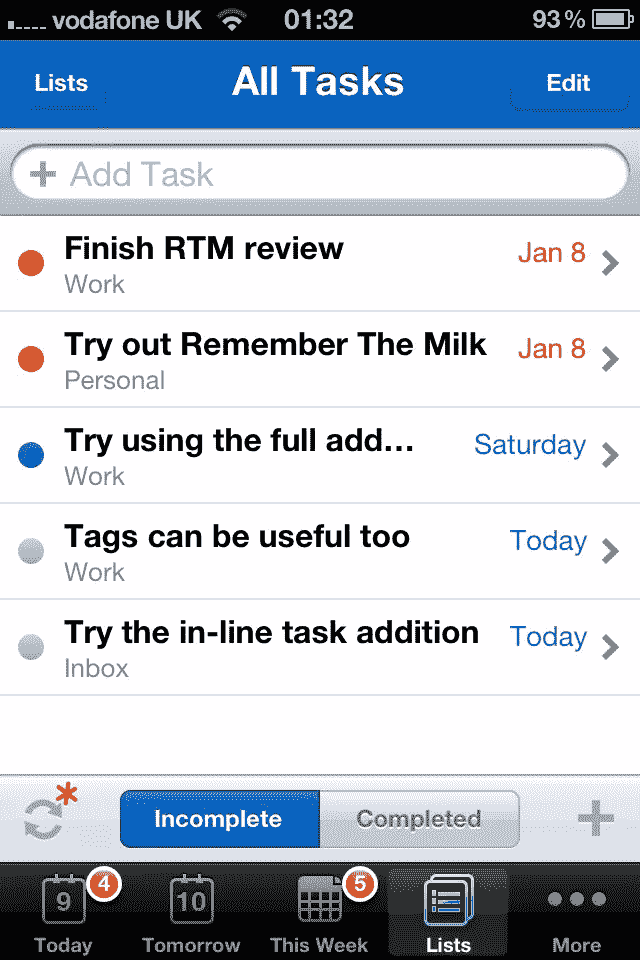 vodafone UK 01:32 93%
Lists All Tasks Edit
Add Task
Finish RTM review Jan 8
Work
Try out Remember The Milk Jan 8
Personal
Try using the full add... Saturday
Work
Tags can be useful too Today
Work
Try the in-line task addition Today
Inbox
Incomplete Completed
9 4 10 5
Today Tomorrow This Week Lists More